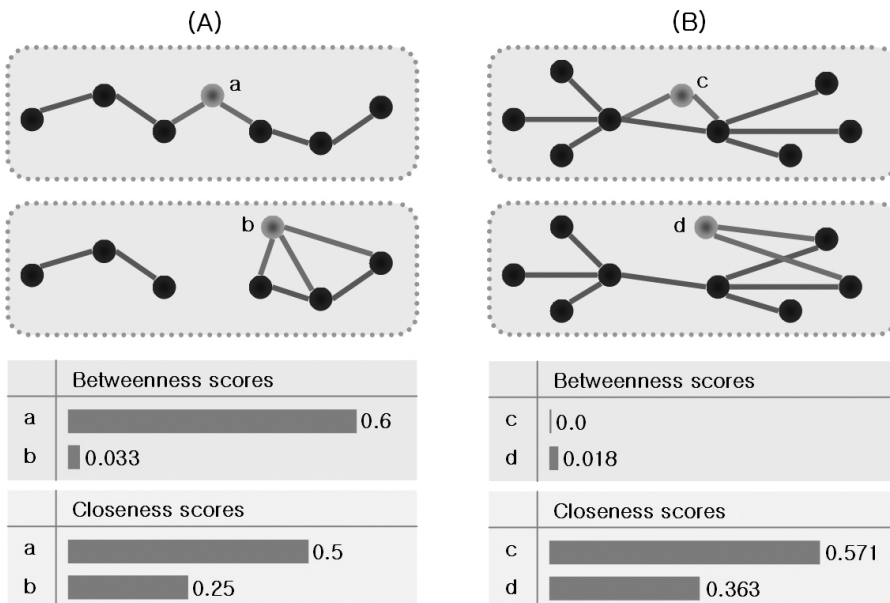 (A)
a
b
Betweenness scores
a 0.6
b 0.033
Closeness scores
a 0.5
b 0.25
(B)
c
d
Betweenness scores
c 0.0
d 0.018
Closeness scores
c 0.571
d 0.363